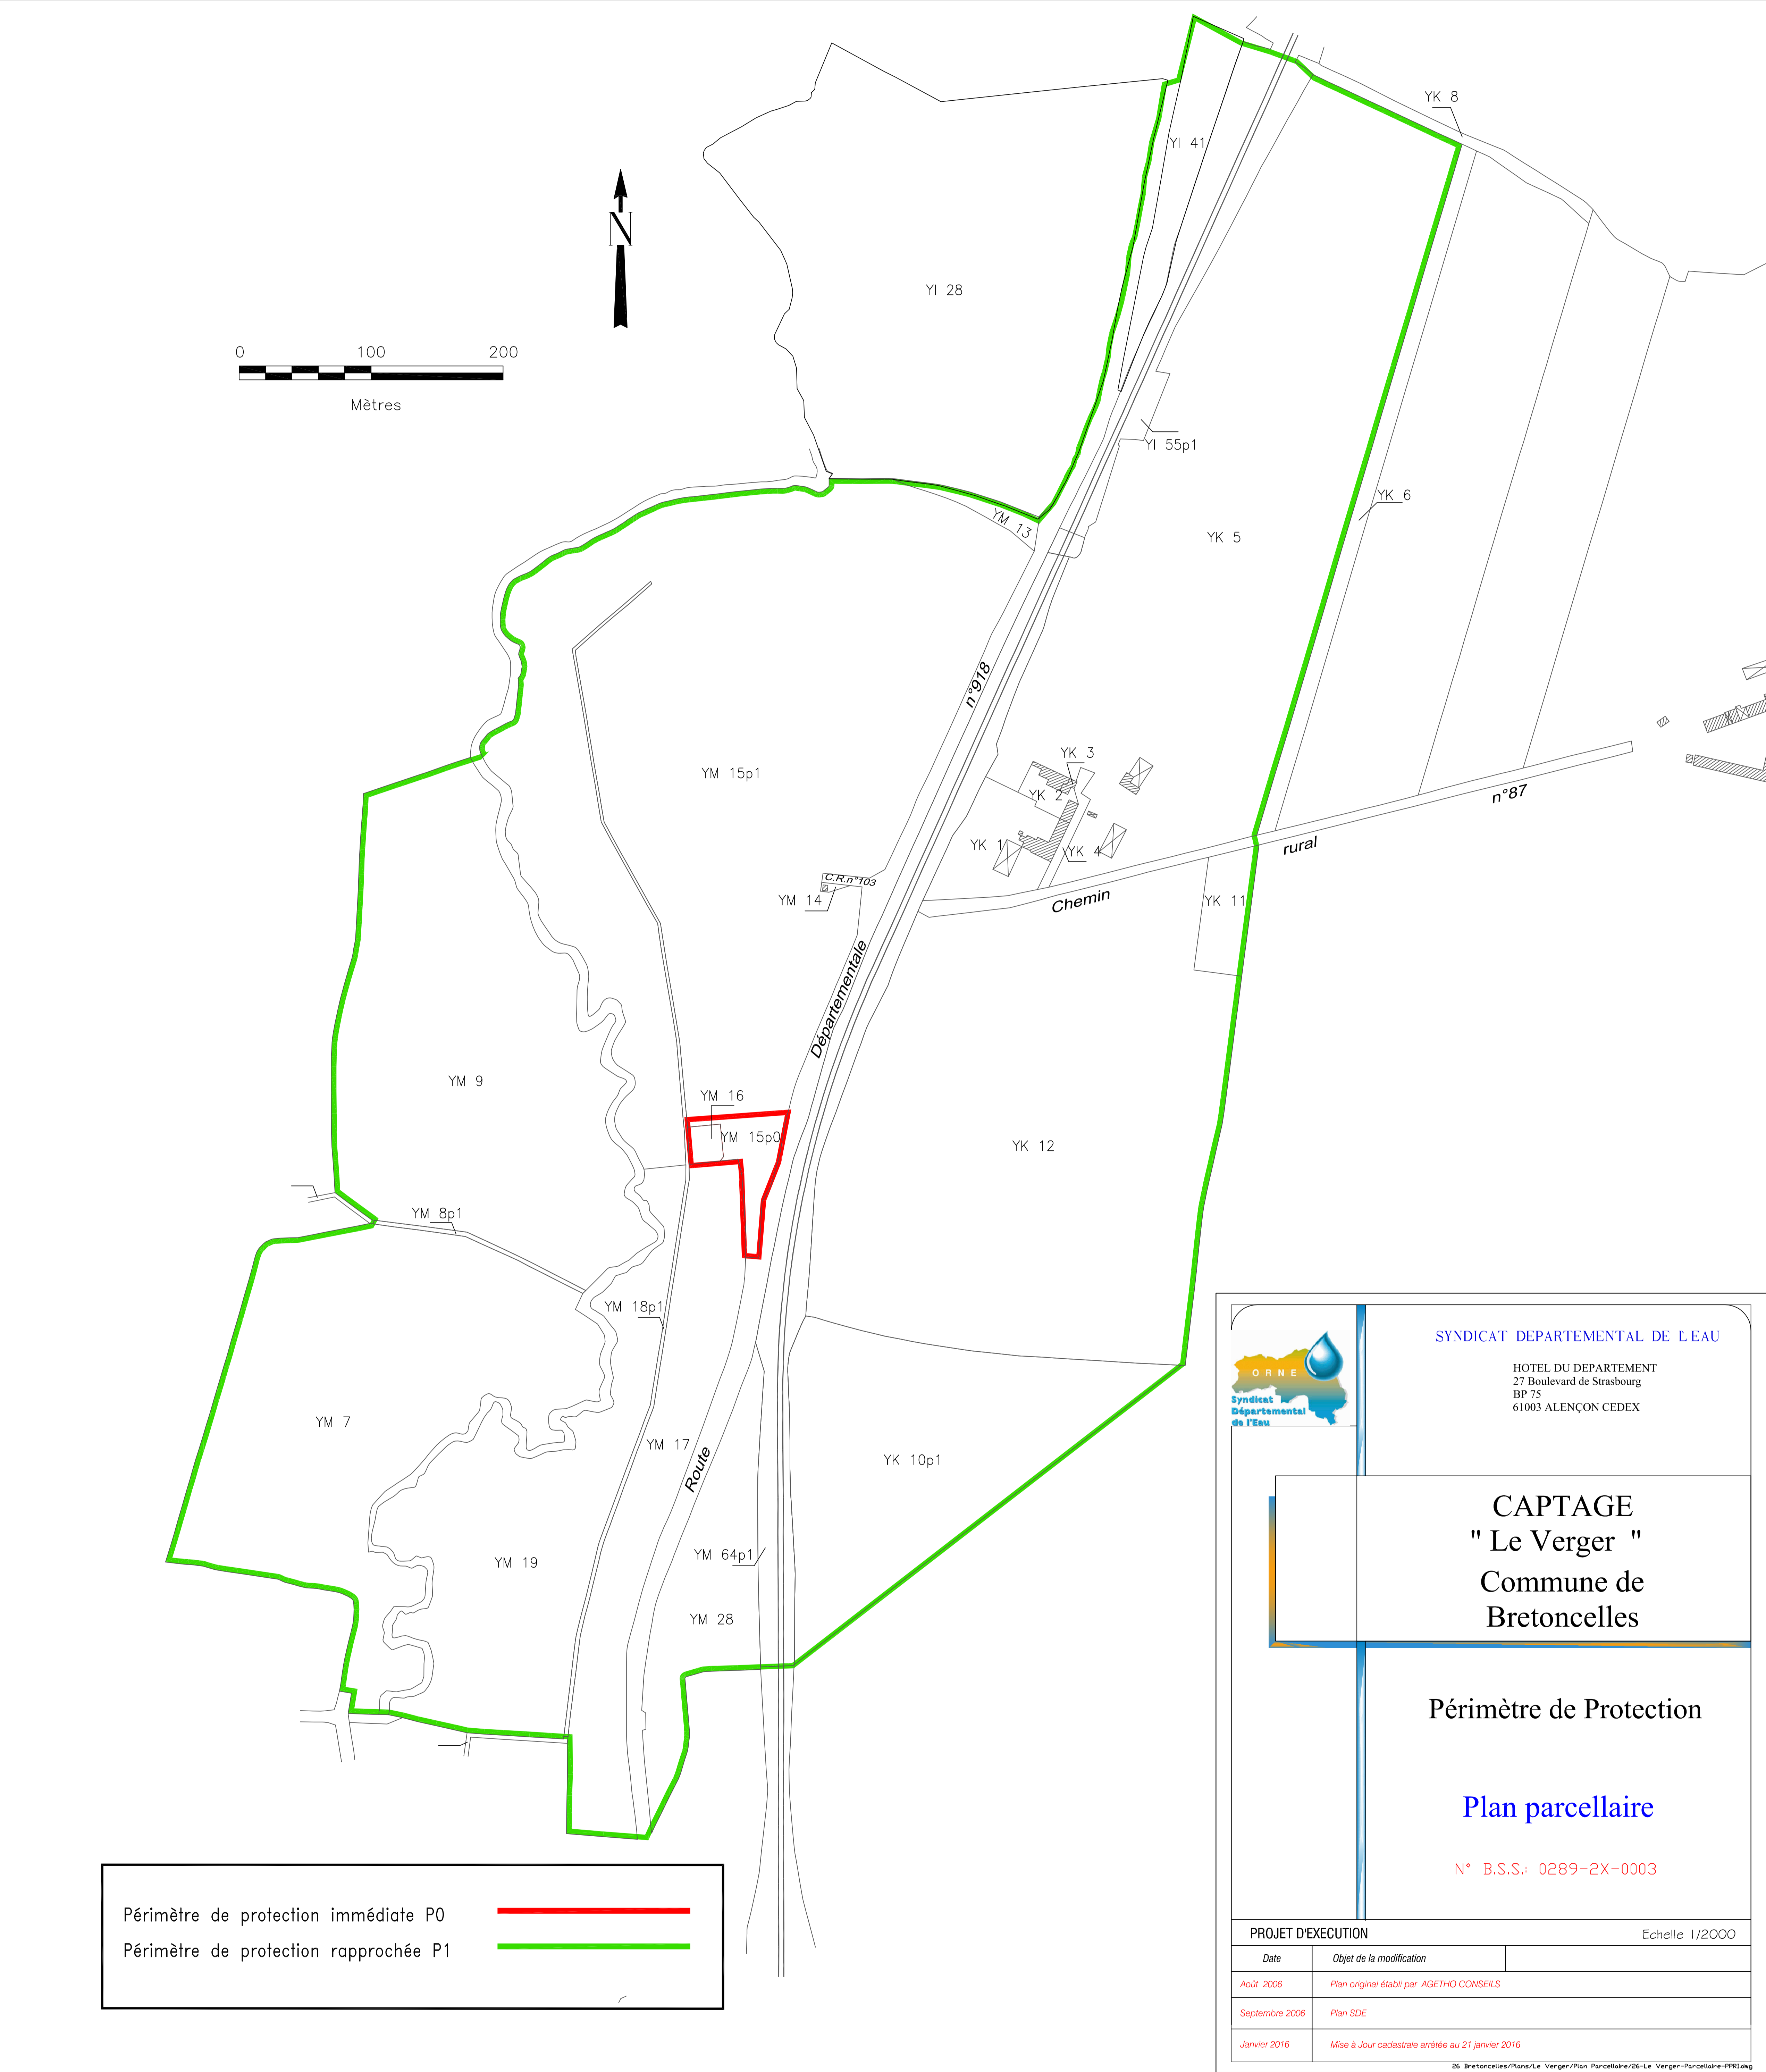 YK 8
YI 41
N
YI 28
0 100 200
Mètres
YI 55p1
YK 6
YM 13
YK 5
n°918
YK 3
YM 15p1
YK 2
n°87
YK 1
YK 4
rural
C.R.n°103
YM 14
Chemin
YK 11
Départementale
YM 9
YM 16
YM 15p0
YK 12
YM 8p1
YM 18p1
YM 7
YM 17
Route
YK 10p1
YM 19
YM 64p1
YM 28
Périmètre de protection immédiate P0
Périmètre de protection rapprochée P1
ORNE
Syndicat
Départemental
de l'Eau
SYNDICAT DEPARTEMENTAL DE L EAU
HOTEL DU DEPARTEMENT
27 Boulevard de Strasbourg
BP 75
61003 ALENÇON CEDEX
CAPTAGE
" Le Verger "
Commune de
Bretoncelles
Périmètre de Protection
Plan parcellaire
N° B.S.S.: 0289-2X-0003
PROJET D'EXECUTION Echelle 1/2000
Date Objet de la modification
Août 2006 Plan original établi par AGETHO CONSEILS
Septembre 2006 Plan SDE
Janvier 2016 Mise à Jour cadastrale arrétée au 21 janvier 2016
26 Bretoncelles/Plans/Le Verger/Plan Parcellaire/26-Le Verger-Parcellaire-PPRI.dwg